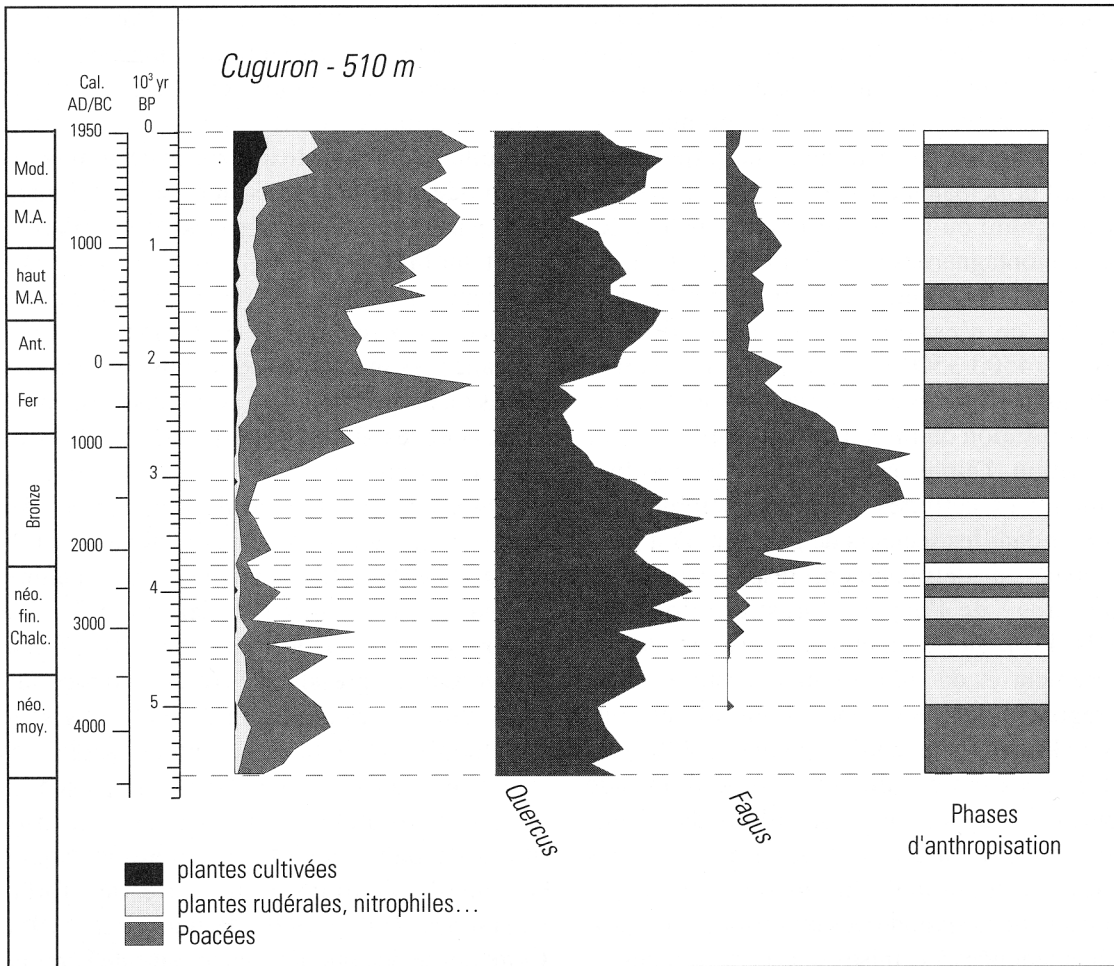 Cuguron - 510 m
Cal.
AD/BC
10³ yr
BP
1950
0
Mod.
M.A.
1000
1
haut
M.A.
Ant.
0
2
Fer
1000
3
Bronze
2000
4
néo.
fin.
Chalc.
3000
néo.
moy.
5
4000
Quercus
Fagus
Phases
d'anthropisation
plantes cultivées
plantes rudérales, nitrophiles…
Poacées